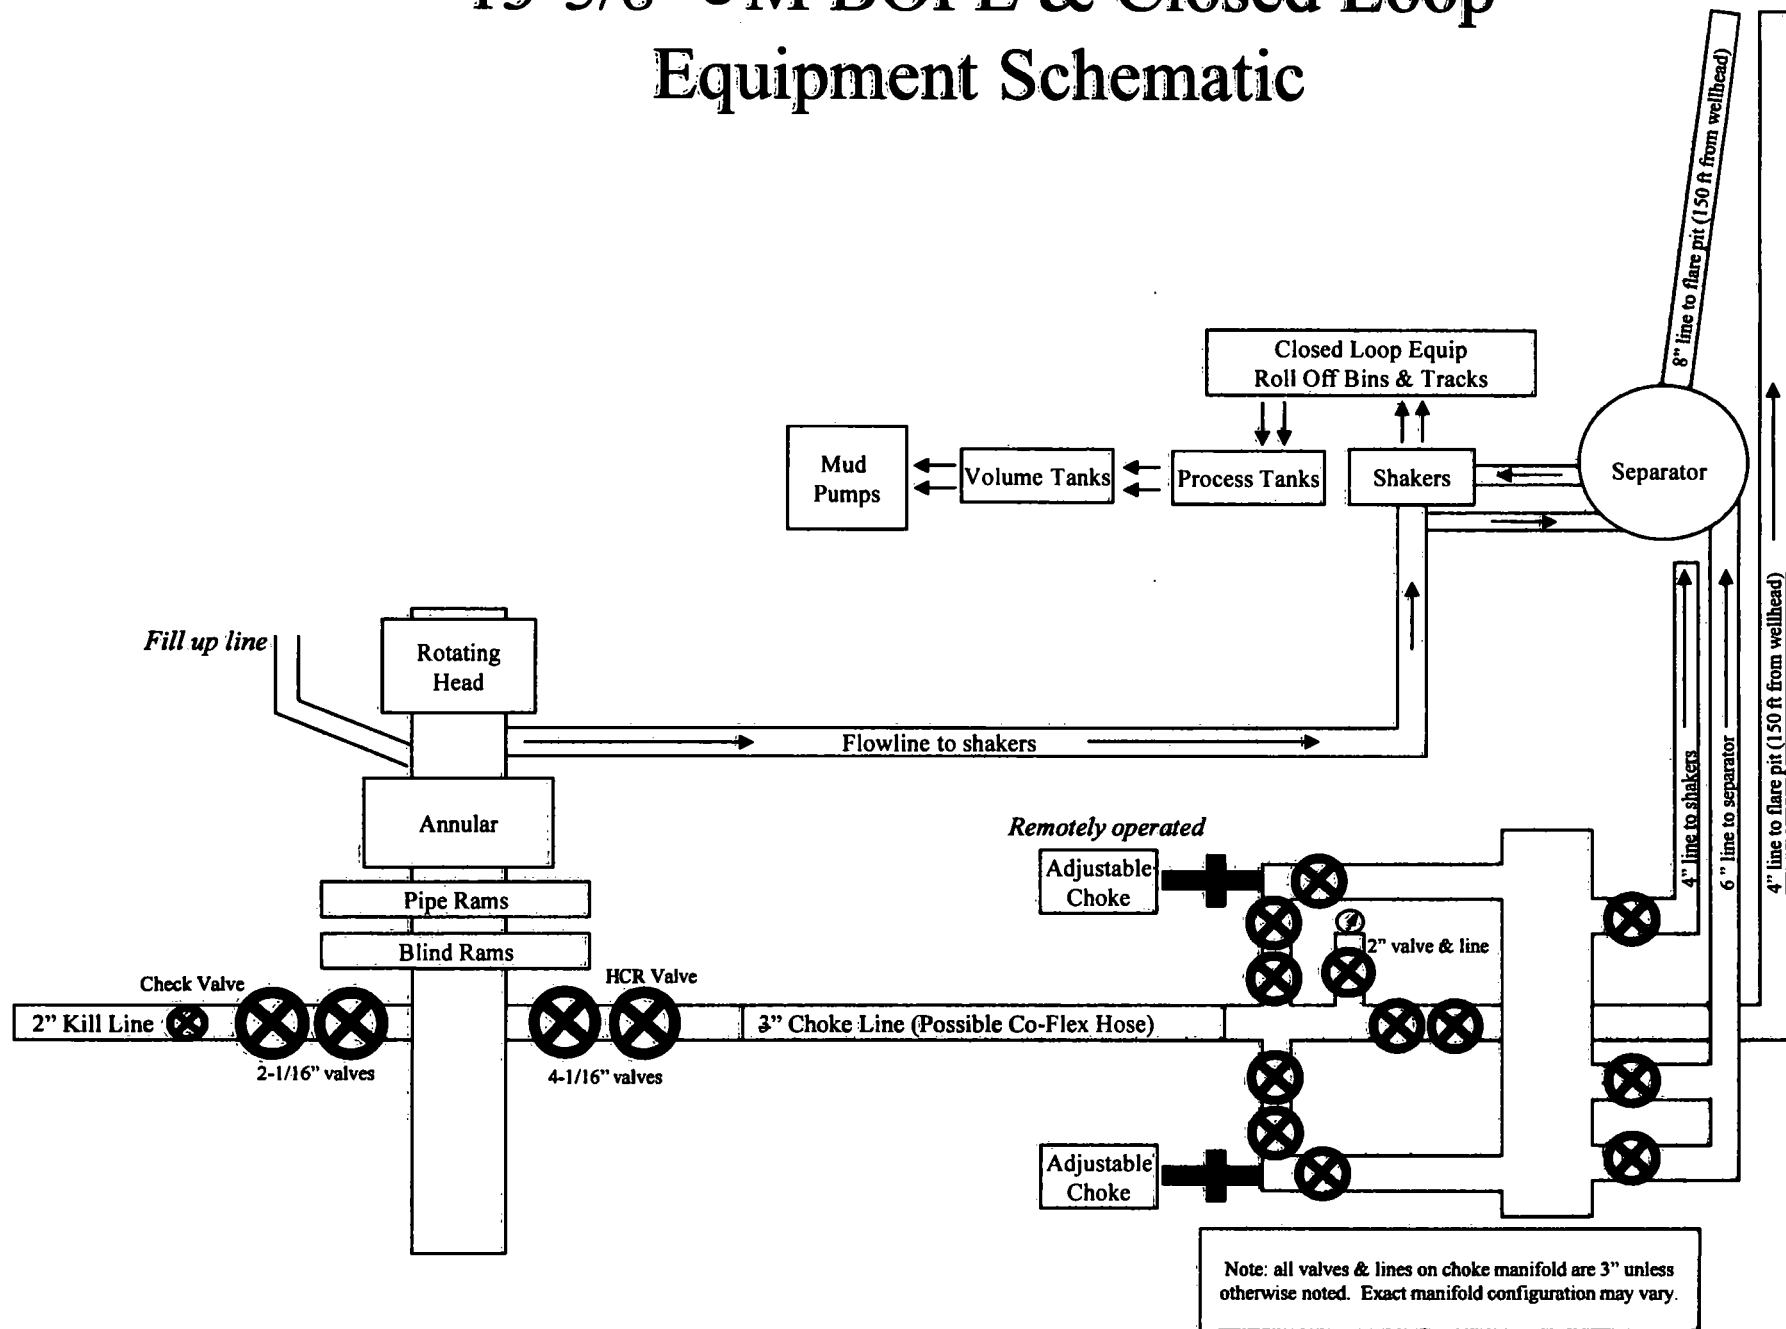 Equipment Schematic
8” line to flare pit (150 ft from wellhead)
Closed Loop Equip
Roll Off Bins & Tracks
Mud
Pumps
Volume Tanks
Process Tanks
Shakers
Separator
Fill up line
Rotating
Head
Flowline to shakers
Annular
Pipe Rams
Blind Rams
Check Valve
HCR Valve
2” Kill Line
3” Choke Line (Possible Co-Flex Hose)
2-1/16” valves
4-1/16” valves
Remotely operated
Adjustable
Choke
2” valve & line
Adjustable
Choke
4” line to shakers
6 ” line to separator
4” line to flare pit (150 ft from wellhead)
Note: all valves & lines on choke manifold are 3” unless
otherwise noted. Exact manifold configuration may vary.